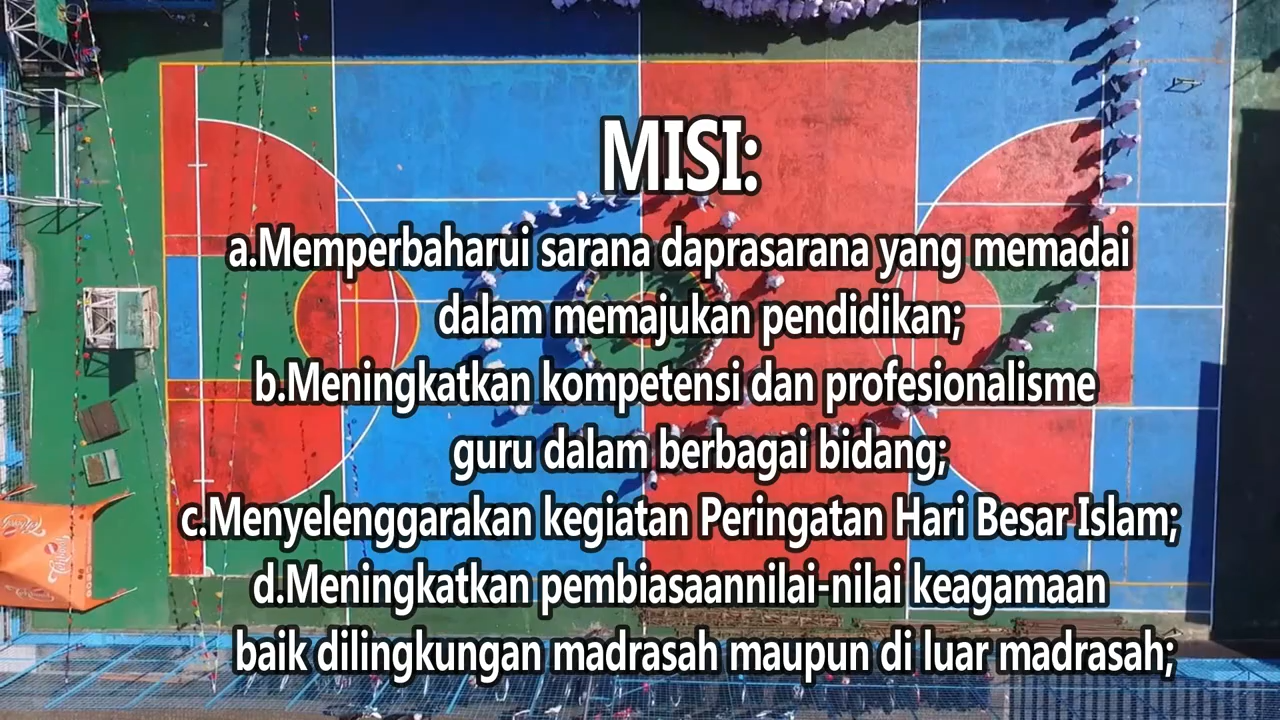 MISI:
a.Memperbaharui sarana daprasarana yang memadai
dalam memajukan pendidikan;
b.Meningkatkan kompetensi dan profesionalisme
guru dalam berbagai bidang;
c.Menyelenggarakan kegiatan Peringatan Hari Besar Islam;
d.Meningkatkan pembiasaannilai-nilai keagamaan
baik dilingkungan madrasah maupun di luar madrasah;